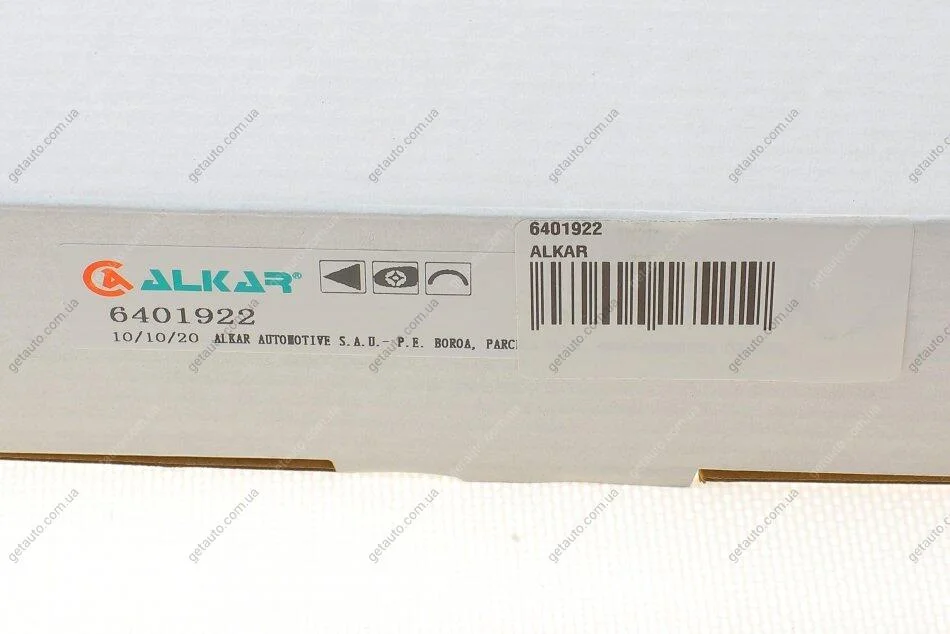 ALKAR®
6401922
10/10/20 ALKAR AUTOMOTIVE S.A.U.- P.E. BOROA, PARC
6401922
ALKAR
getauto.com.ua